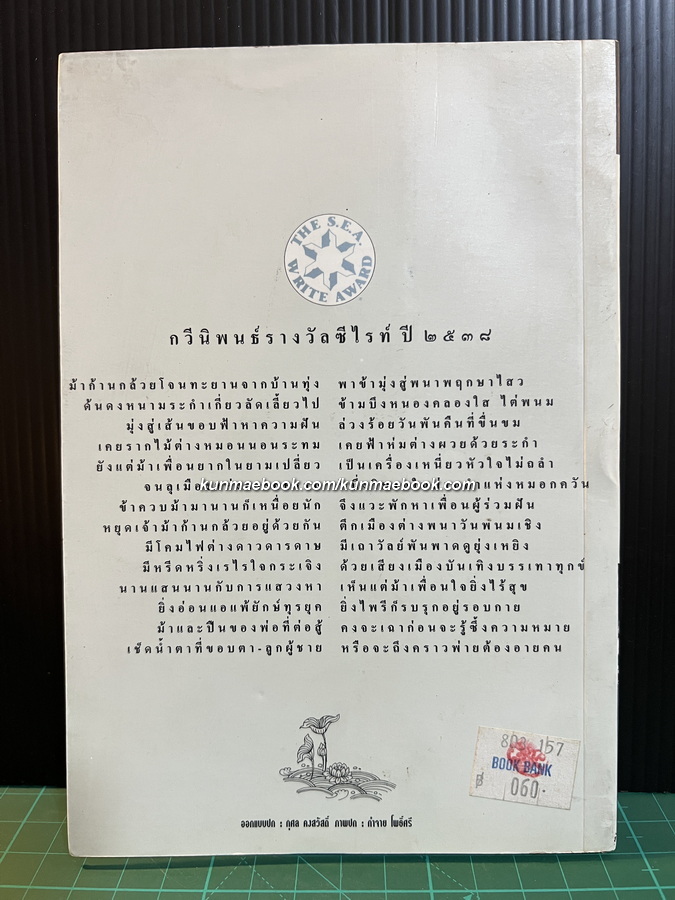 THE S.E.A.
WRITE AWARD
กวีนิพนธ์รางวัลซีไรท์ ปี ๒๕๓๘
ม้าก้านกล้วยโจนทะยานจากบ้านทุ่ง พาข้ามุ่งสู่พนาพฤกษาไสว
ด้นดงหนามระกำเกี่ยวลัดเลี้ยวไป ข้ามบึงหนองคลองใส ไต่พนม
มุ่งสู่เส้นขอบฟ้าหาความฝัน ล่วงร้อยวันพันคืนที่ขื่นขม
เคยรากไม้ต่างหมอนนอนระทม เคยฟ้าห่มต่างผวยด้วยระกำ
ยังแต่ม้าเพื่อนยากในยามเปลี่ยว เป็นเครื่องเหนี่ยวหัวใจไม่ถลำ
จนลุเมือง แห่งหมอกควัน
kunmaebook.com/kunmaebook.com
ข้าควบม้ามานานก็เหนื่อยนัก จึงแวะพักหาเพื่อนผู้ร่วมฝัน
หยุดเจ้าม้าก้านกล้วยอยู่ด้วยกัน ตึกเมืองต่างพนาวันพันมเชิง
มีโคมไฟต่างดาวดารดาษ มีเถาวัลย์พันพาดดูยุ่งเหยิง
มีหรีดหริ่งเรไรใจกระเจิง ด้วยเสียงเมืองบันเทิงบรรเทาทุกข์
นานแสนนานกับการแสวงหา เห็นแต่ม้าเพื่อนใจยิ่งไร้สุข
ยิ่งอ่อนแอแพ้ยักษ์ทุรยุค ยิ่งไพรีก็รบรุกอยู่รอบกาย
ม้าและปืนของพ่อที่ต่อสู้ คงจะเฉาก่อนจะรู้ซึ้งความหมาย
เช็ดน้ำตาที่ขอบตา-ลูกผู้ชาย หรือจะถึงคราวพ่ายต้องอายคน
802 157
BOOK BANK
฿ 060.
ออกแบบปก : กุศล คงสวัสดิ์ ภาพปก : กำจาย โพธิ์ศรี